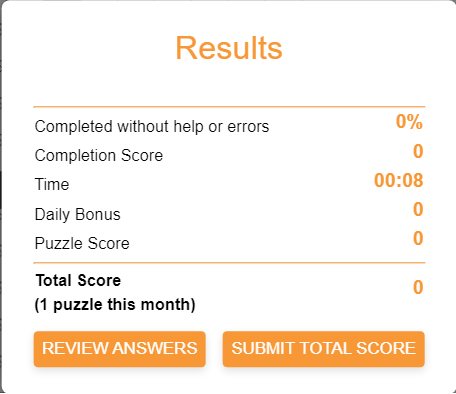 Results
Completed without help or errors 0%
Completion Score 0
Time 00:08
Daily Bonus 0
Puzzle Score 0
Total Score
(1 puzzle this month) 0
REVIEW ANSWERS SUBMIT TOTAL SCORE